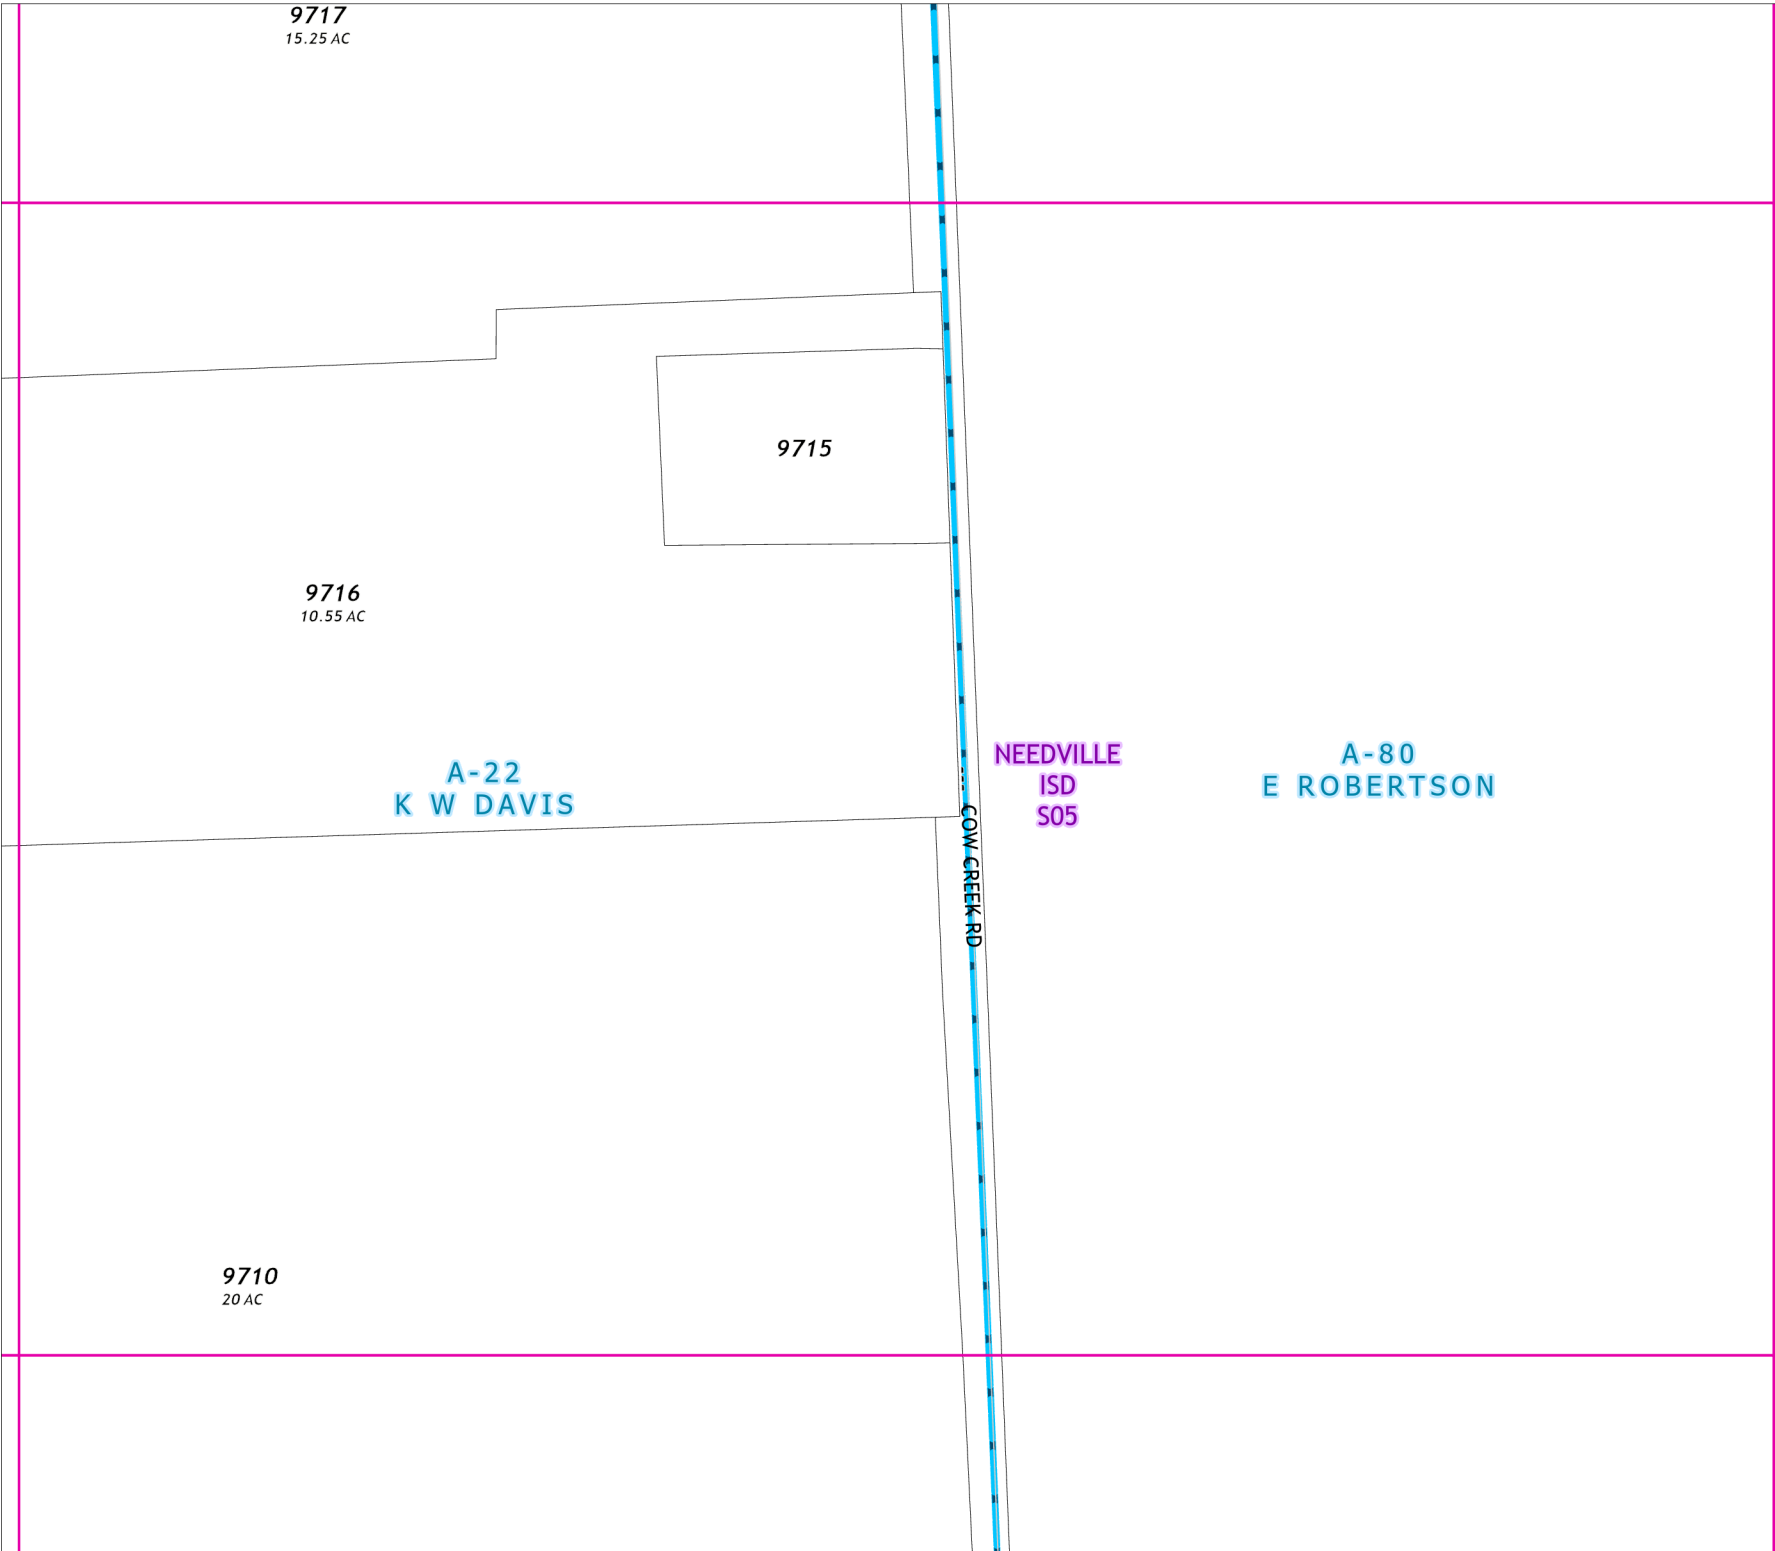 9717
15.25 AC
9715
9716
10.55 AC
A-22
K W DAVIS
NEEDVILLE
ISD
S05
A-80
E ROBERTSON
COW CREEK RD
9710
20 AC